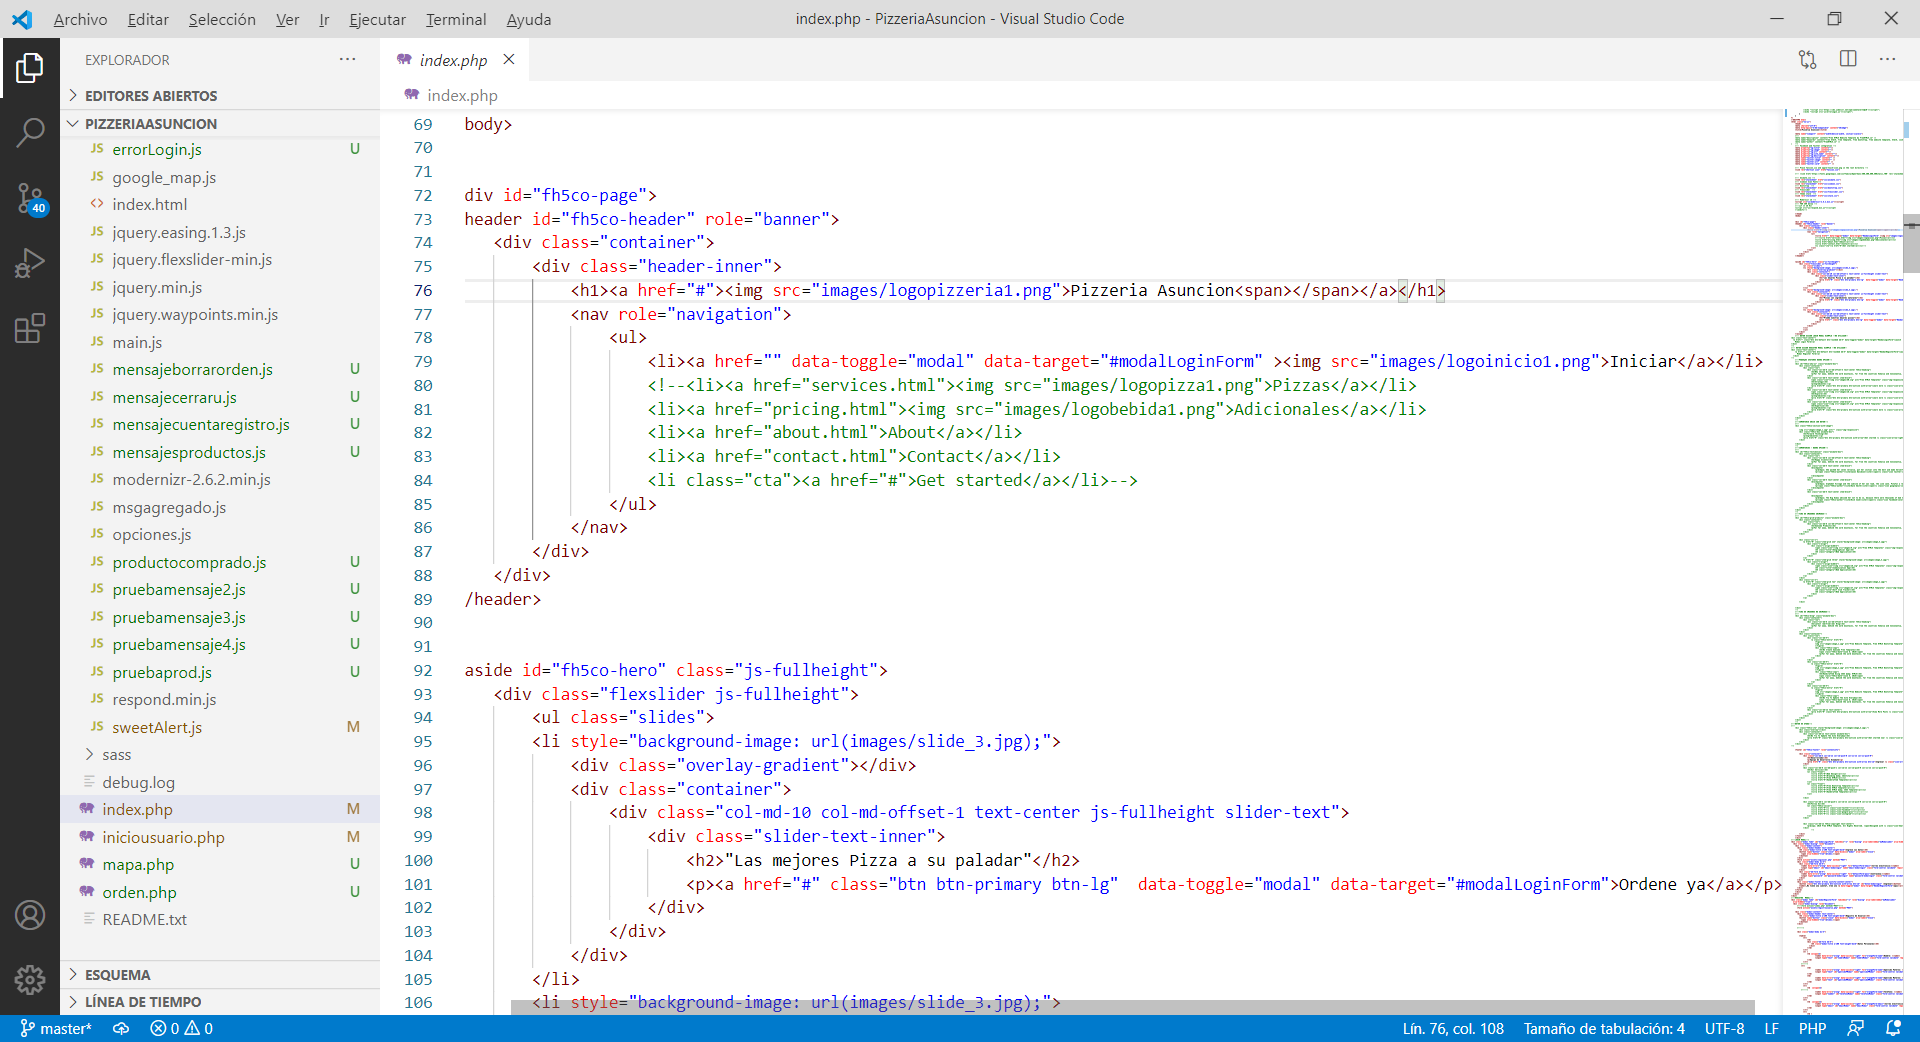 Archivo Editar Selección Ver Ir Ejecutar Terminal Ayuda
index.php - PizzeriaAsuncion - Visual Studio Code
EXPLORADOR
EDITORES ABIERTOS
PIZZERIAASUNCION
JS errorLogin.js U
JS google_map.js
<> index.html
JS jquery.easing.1.3.js
JS jquery.flexslider-min.js
JS jquery.min.js
JS jquery.waypoints.min.js
JS main.js
JS mensajeborrarorden.js U
JS mensajecerraru.js U
JS mensajecuentaregistro.js U
JS mensajesproductos.js U
JS modernizr-2.6.2.min.js
JS msgagregado.js
JS opciones.js
JS productocomprado.js U
JS pruebamensaje2.js U
JS pruebamensaje3.js U
JS pruebamensaje4.js U
JS pruebaprod.js U
JS respond.min.js
JS sweetAlert.js M
sass
debug.log
index.php M
iniciousuario.php M
mapa.php U
orden.php U
README.txt
ESQUEMA
LÍNEA DE TIEMPO
40
index.php
index.php
69 body>
70
71
72 div id="fh5co-page">
73 header id="fh5co-header" role="banner">
74 <div class="container">
75 <div class="header-inner">
76 <h1><a href="#"><img src="images/logopizzeria1.png">Pizzeria Asuncion<span></span></a></h1>
77 <nav role="navigation">
78 <ul>
79 <li><a href="" data-toggle="modal" data-target="#modalLoginForm" ><img src="images/logoinicio1.png">Iniciar</a></li>
80 <!--<li><a href="services.html"><img src="images/logopizza1.png">Pizzas</a></li>
81 <li><a href="pricing.html"><img src="images/logobebida1.png">Adicionales</a></li>
82 <li><a href="about.html">About</a></li>
83 <li><a href="contact.html">Contact</a></li>
84 <li class="cta"><a href="#">Get started</a></li>-->
85 </ul>
86 </nav>
87 </div>
88 </div>
89 /header>
90
91
92 aside id="fh5co-hero" class="js-fullheight">
93 <div class="flexslider js-fullheight">
94 <ul class="slides">
95 <li style="background-image: url(images/slide_3.jpg);">
96 <div class="overlay-gradient"></div>
97 <div class="container">
98 <div class="col-md-10 col-md-offset-1 text-center js-fullheight slider-text">
99 <div class="slider-text-inner">
100 <h2>"Las mejores Pizza a su paladar"</h2>
101 <p><a href="#" class="btn btn-primary btn-lg"  data-toggle="modal" data-target="#modalLoginForm">Ordene ya</a></p>
102 </div>
103 </div>
104 </div>
105 </li>
106 <li style="background-image: url(images/slide_3.jpg);">
master* 0 0
Lín. 76, col. 108 Tamaño de tabulación: 4 UTF-8 LF PHP